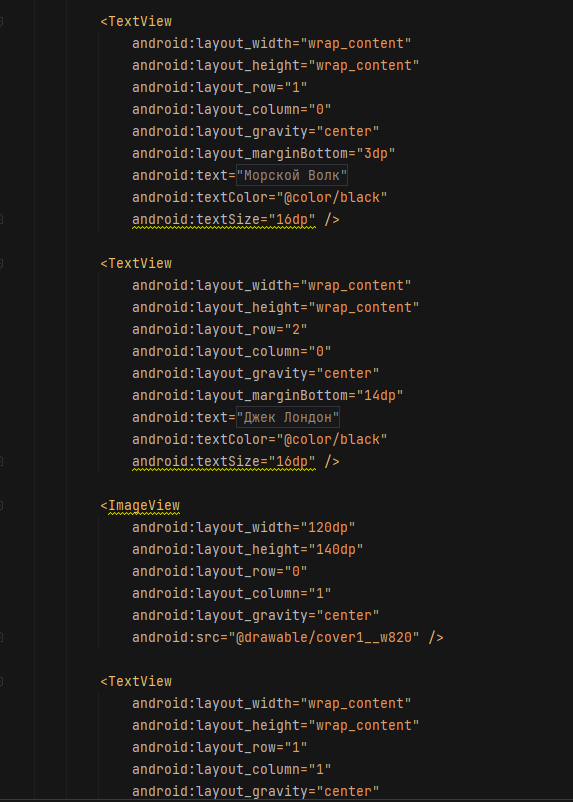 <TextView
android:layout_width="wrap_content"
android:layout_height="wrap_content"
android:layout_row="1"
android:layout_column="0"
android:layout_gravity="center"
android:layout_marginBottom="3dp"
android:text="Морской Волк"
android:textColor="@color/black"
android:textSize="16dp" />
<TextView
android:layout_width="wrap_content"
android:layout_height="wrap_content"
android:layout_row="2"
android:layout_column="0"
android:layout_gravity="center"
android:layout_marginBottom="14dp"
android:text="Джек Лондон"
android:textColor="@color/black"
android:textSize="16dp" />
<ImageView
android:layout_width="120dp"
android:layout_height="140dp"
android:layout_row="0"
android:layout_column="1"
android:layout_gravity="center"
android:src="@drawable/cover1__w820" />
<TextView
android:layout_width="wrap_content"
android:layout_height="wrap_content"
android:layout_row="1"
android:layout_column="1"
android:layout_gravity="center"